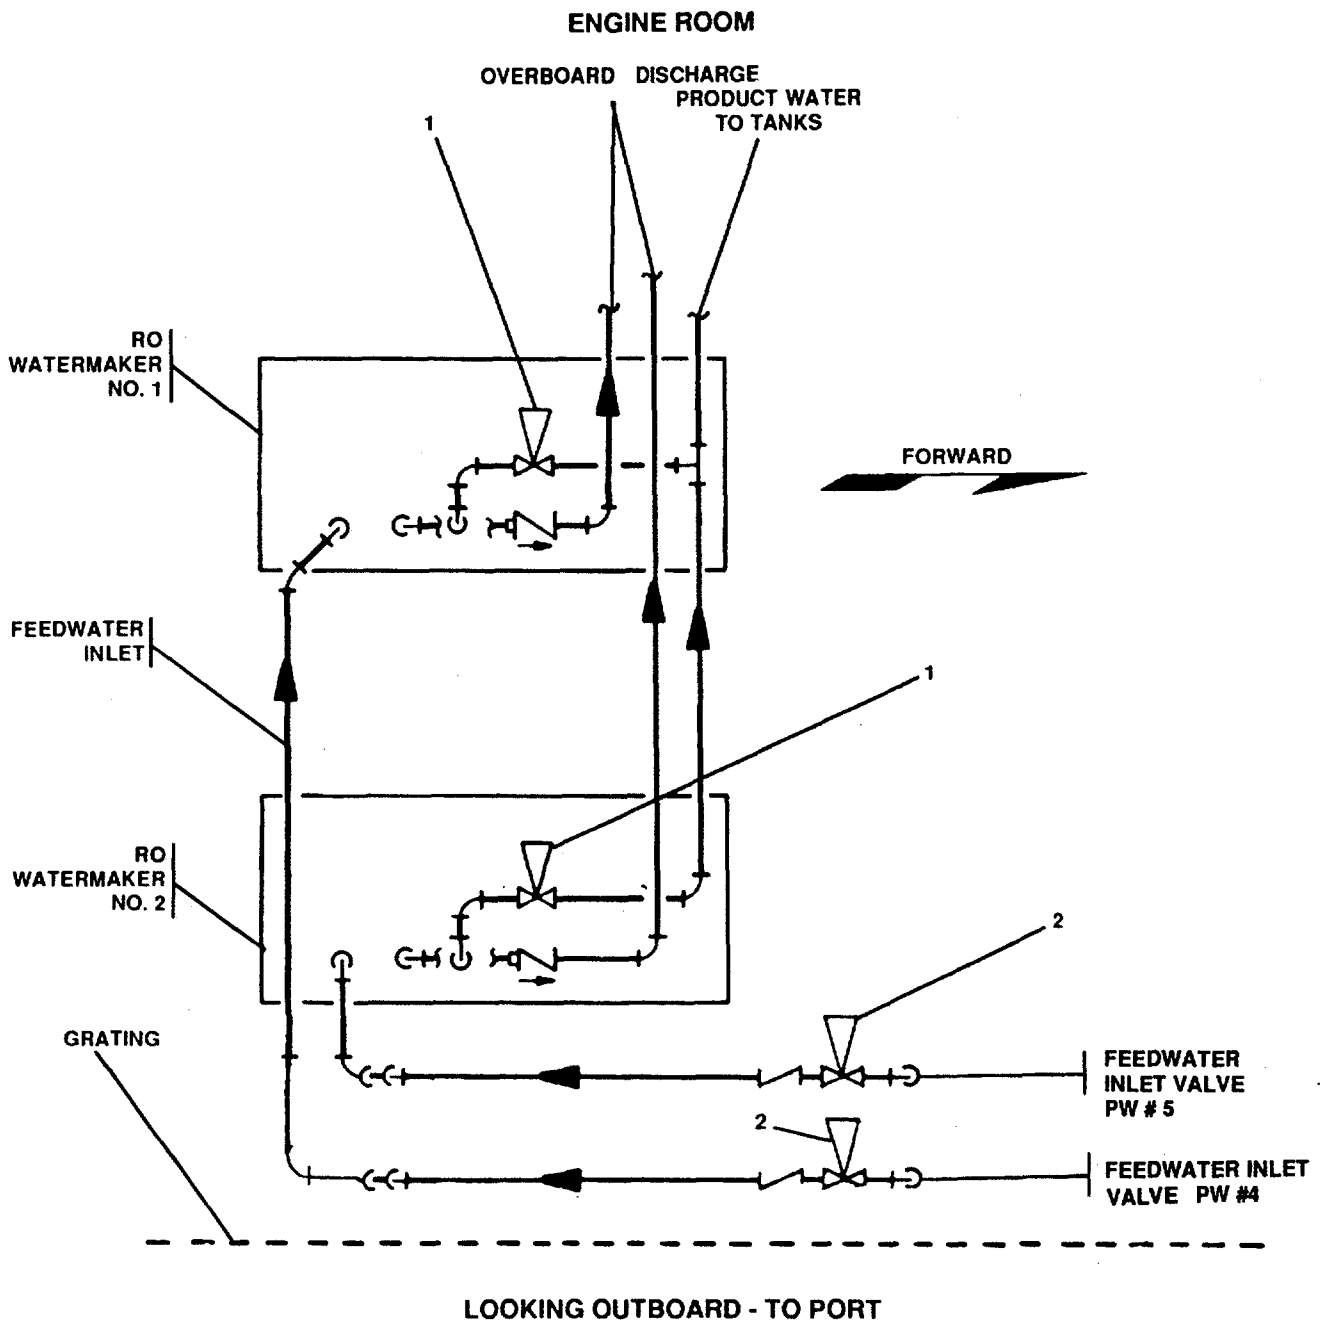 ENGINE ROOM
OVERBOARD DISCHARGE
PRODUCT WATER
TO TANKS
1
RO
WATERMAKER
NO. 1
FORWARD
FEEDWATER
INLET
1
RO
WATERMAKER
NO. 2
2
GRATING
FEEDWATER
INLET VALVE
PW # 5
2
FEEDWATER INLET
VALVE PW #4
LOOKING OUTBOARD - TO PORT